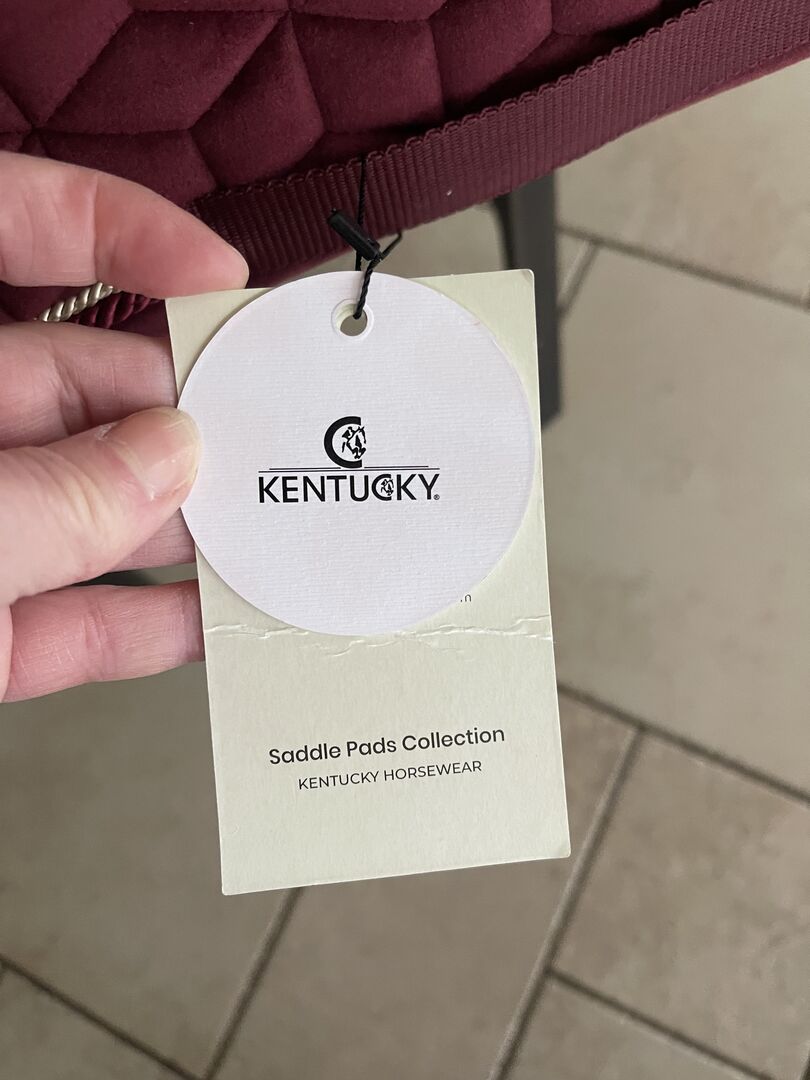 KENTUCKY®
Saddle Pads Collection
KENTUCKY HORSEWEAR